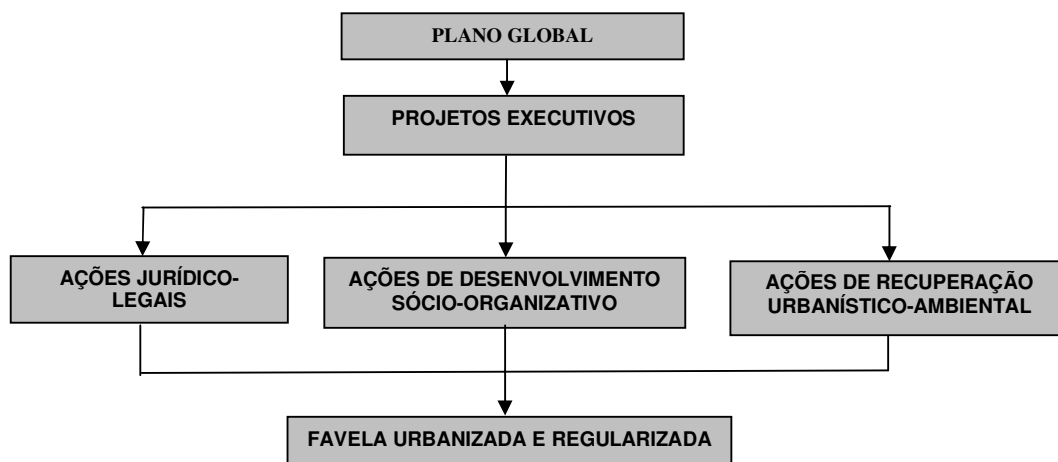 PLANO GLOBAL
PROJETOS EXECUTIVOS
AÇÕES JURÍDICO-
LEGAIS
AÇÕES DE DESENVOLVIMENTO
SÓCIO-ORGANIZATIVO
AÇÕES DE RECUPERAÇÃO
URBANÍSTICO-AMBIENTAL
FAVELA URBANIZADA E REGULARIZADA